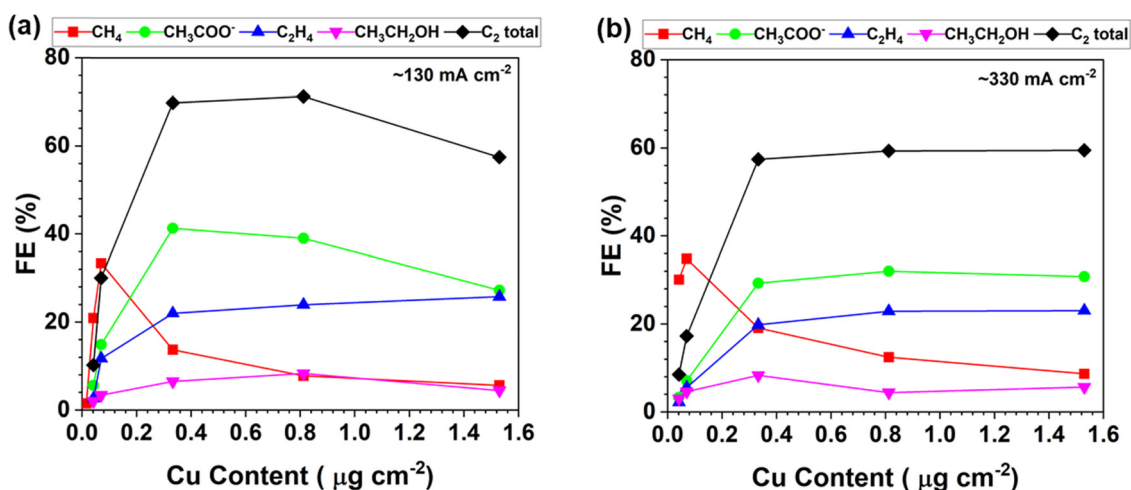 (a)
CH₄ CH₃COO⁻ C₂H₄ CH₃CH₂OH C₂ total
~130 mA cm⁻²
80
60
40
20
0
FE (%)
0.0 0.2 0.4 0.6 0.8 1.0 1.2 1.4 1.6
Cu Content ( μg cm⁻²)
(b)
CH₄ CH₃COO⁻ C₂H₄ CH₃CH₂OH C₂ total
~330 mA cm⁻²
80
60
40
20
0
FE (%)
0.0 0.2 0.4 0.6 0.8 1.0 1.2 1.4 1.6
Cu Content ( μg cm⁻²)